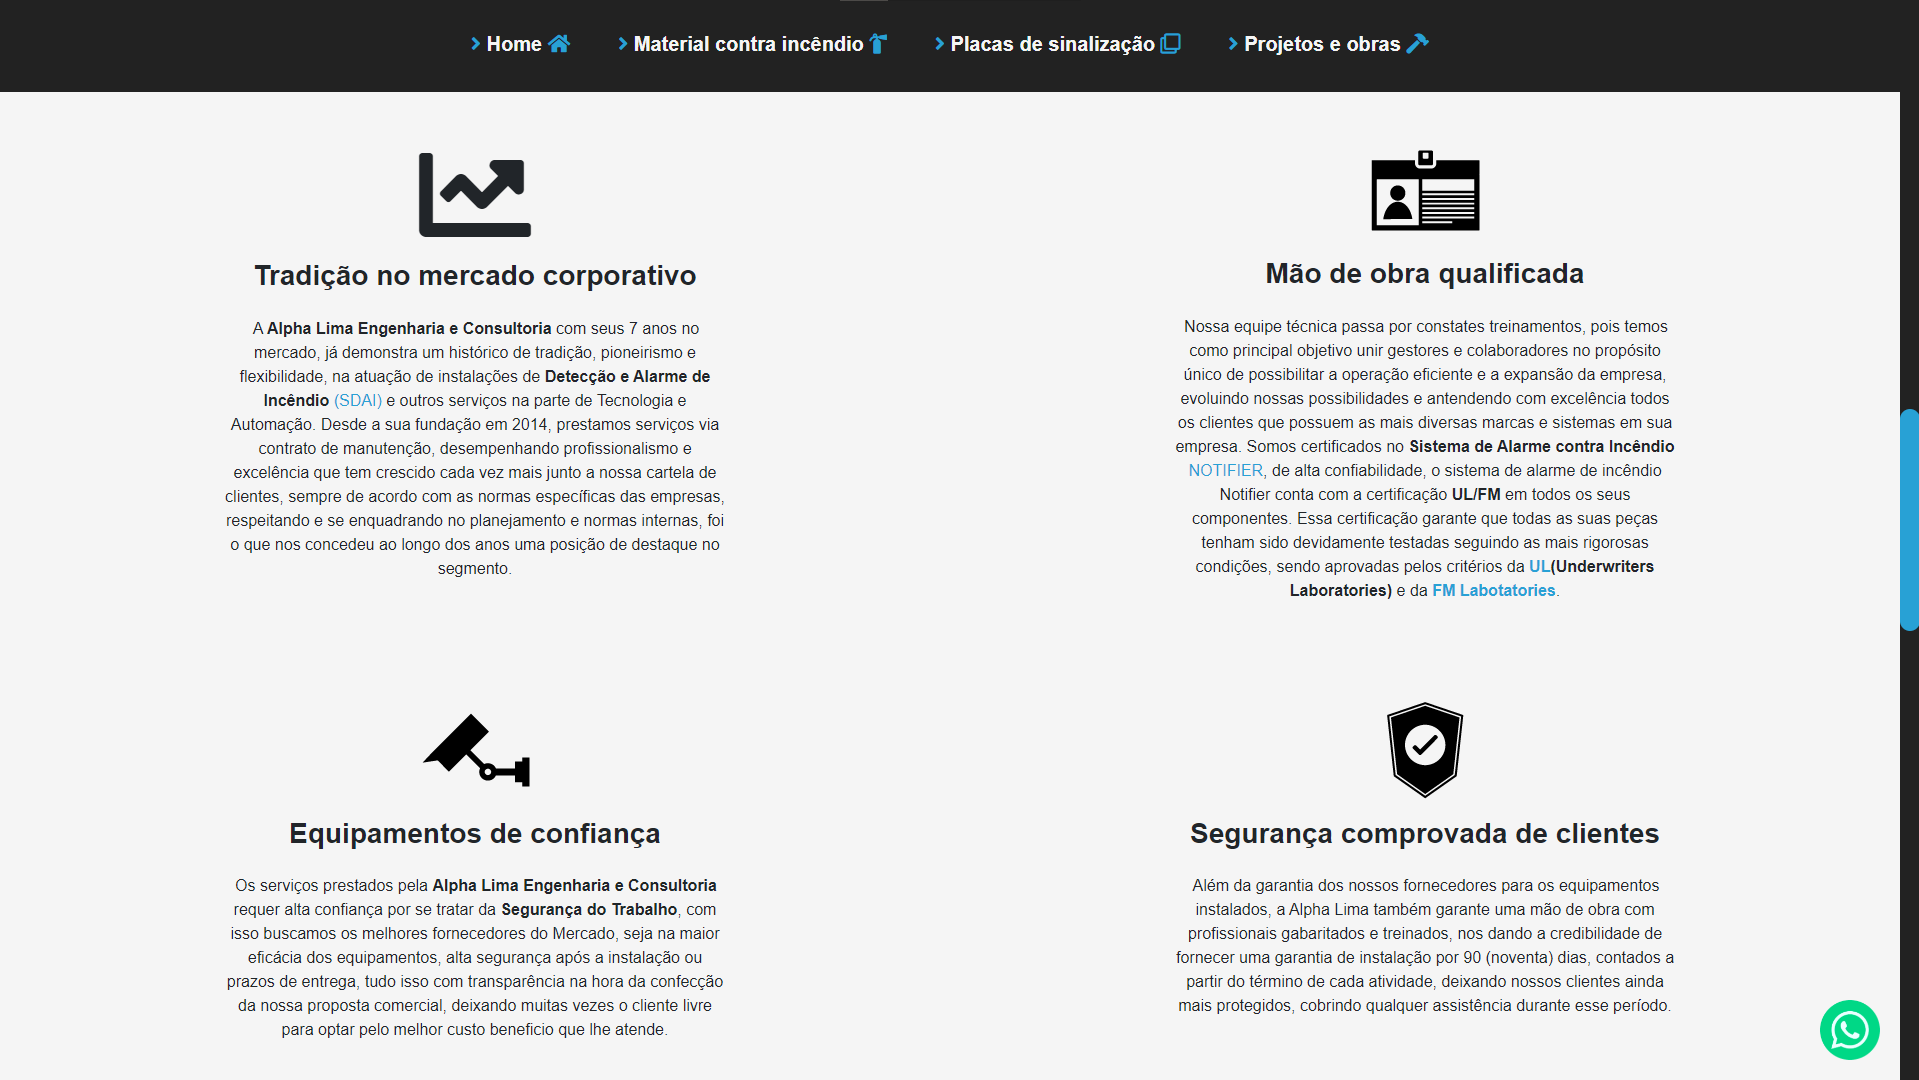 Home
Material contra incêndio
Placas de sinalização
Projetos e obras
Tradição no mercado corporativo
A Alpha Lima Engenharia e Consultoria com seus 7 anos no
mercado, já demonstra um histórico de tradição, pioneirismo e
flexibilidade, na atuação de instalações de Detecção e Alarme de
Incêndio (SDAI) e outros serviços na parte de Tecnologia e
Automação. Desde a sua fundação em 2014, prestamos serviços via
contrato de manutenção, desempenhando profissionalismo e
excelência que tem crescido cada vez mais junto a nossa cartela de
clientes, sempre de acordo com as normas específicas das empresas,
respeitando e se enquadrando no planejamento e normas internas, foi
o que nos concedeu ao longo dos anos uma posição de destaque no
segmento.
Mão de obra qualificada
Nossa equipe técnica passa por constates treinamentos, pois temos
como principal objetivo unir gestores e colaboradores no propósito
único de possibilitar a operação eficiente e a expansão da empresa,
evoluindo nossas possibilidades e antendendo com excelência todos
os clientes que possuem as mais diversas marcas e sistemas em sua
empresa. Somos certificados no Sistema de Alarme contra Incêndio
NOTIFIER, de alta confiabilidade, o sistema de alarme de incêndio
Notifier conta com a certificação UL/FM em todos os seus
componentes. Essa certificação garante que todas as suas peças
tenham sido devidamente testadas seguindo as mais rigorosas
condições, sendo aprovadas pelos critérios da UL(Underwriters
Laboratories) e da FM Labotatories.
Equipamentos de confiança
Os serviços prestados pela Alpha Lima Engenharia e Consultoria
requer alta confiança por se tratar da Segurança do Trabalho, com
isso buscamos os melhores fornecedores do Mercado, seja na maior
eficácia dos equipamentos, alta segurança após a instalação ou
prazos de entrega, tudo isso com transparência na hora da confecção
da nossa proposta comercial, deixando muitas vezes o cliente livre
para optar pelo melhor custo beneficio que lhe atende.
Segurança comprovada de clientes
Além da garantia dos nossos fornecedores para os equipamentos
instalados, a Alpha Lima também garante uma mão de obra com
profissionais gabaritados e treinados, nos dando a credibilidade de
fornecer uma garantia de instalação por 90 (noventa) dias, contados a
partir do término de cada atividade, deixando nossos clientes ainda
mais protegidos, cobrindo qualquer assistência durante esse período.